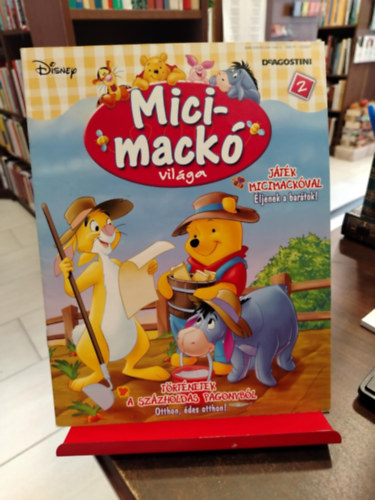 Disney
DeAGOSTINI
2
Mici-
mackó
világa
JÁTÉK
MICIMACKÓVAL
Éljenek a barátok!
TÖRTÉNETEK
A SZÁZHOLDAS PAGONYBÓL
Otthon, édes otthon!